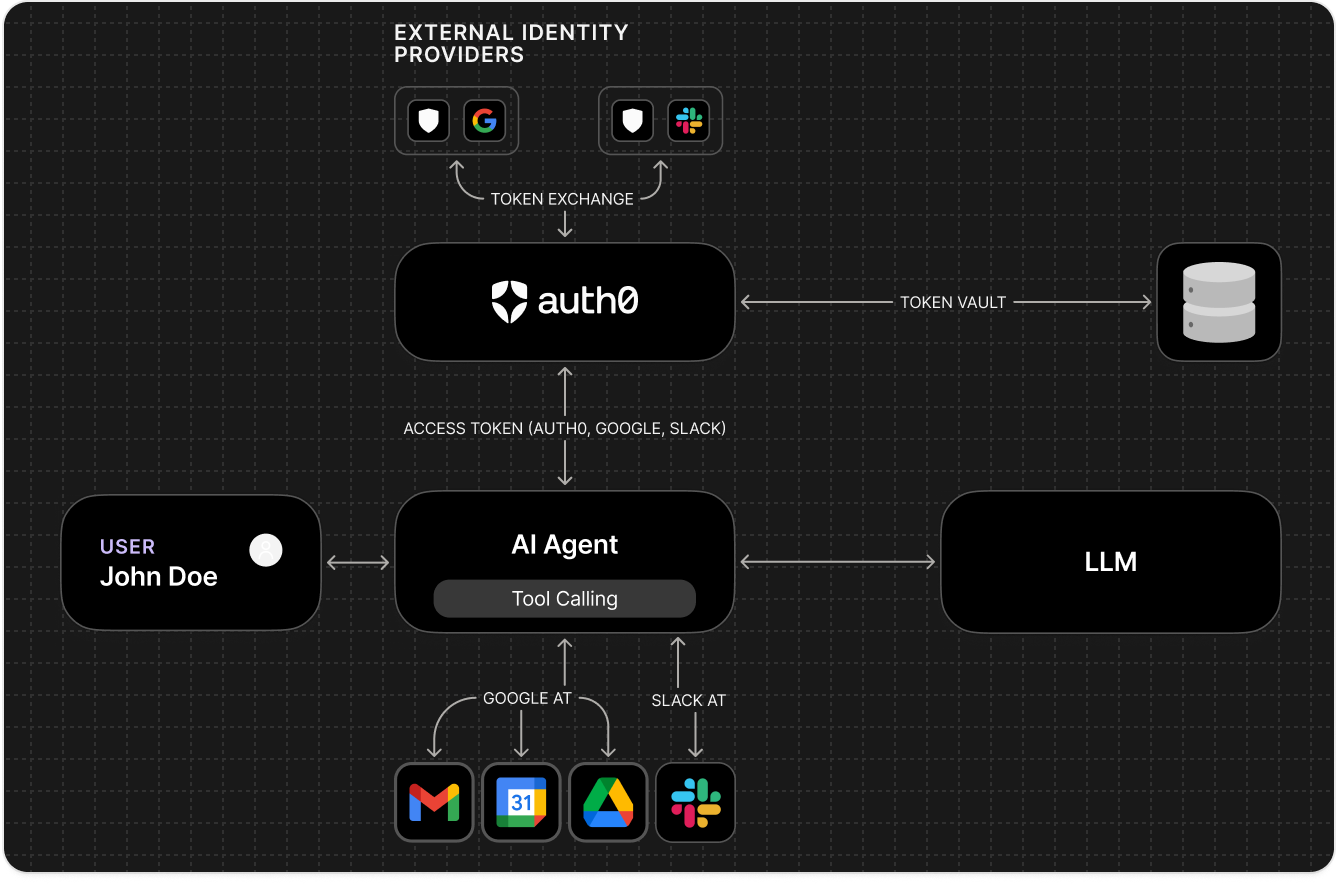 EXTERNAL IDENTITY
PROVIDERS
TOKEN EXCHANGE
auth0
TOKEN VAULT
ACCESS TOKEN (AUTH0, GOOGLE, SLACK)
USER
John Doe
AI Agent
Tool Calling
LLM
GOOGLE AT
SLACK AT
31